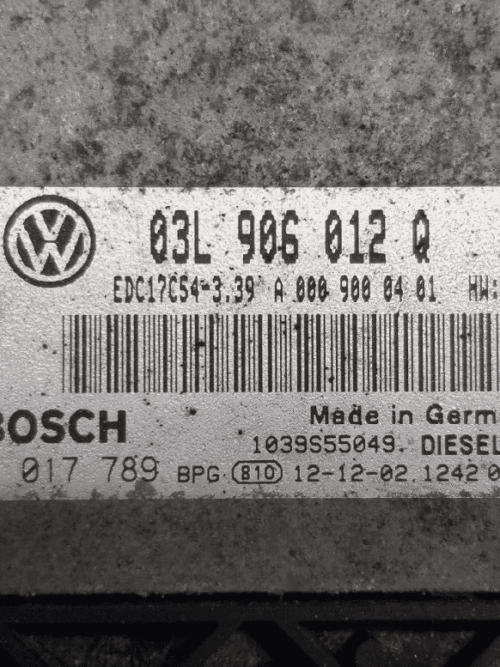 03L 906 012 Q
EDC17C54-3.39 A 000 900 04 01 HW:
BOSCH Made in Germ
1039S55049. DIESEL
017 789 BPG 810 12-12-02 1242 0